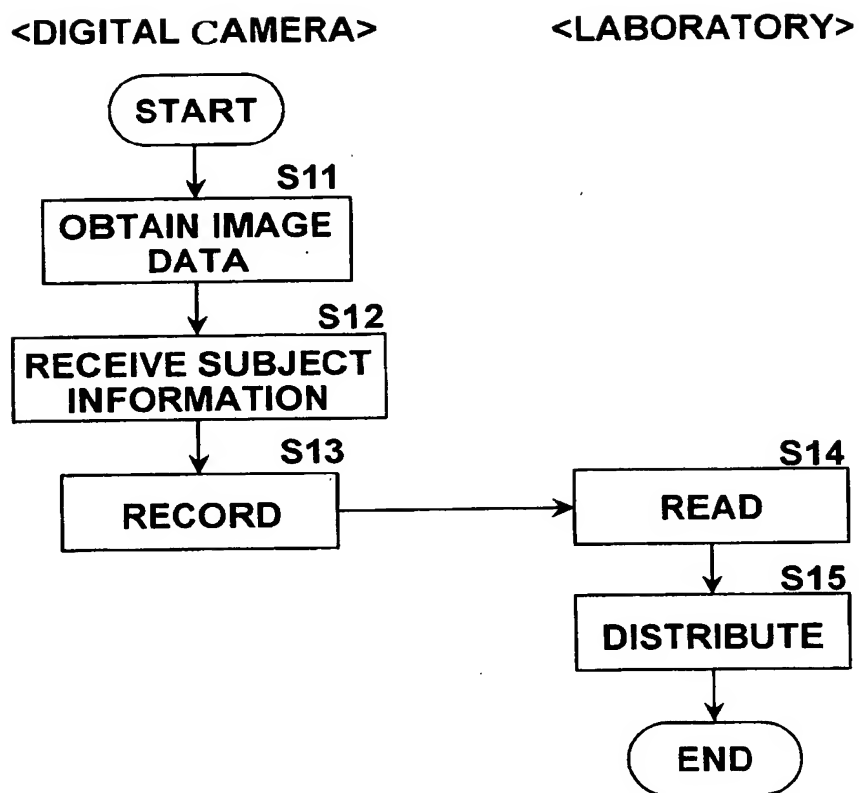 <DIGITAL CAMERA>
<LABORATORY>
START
S11
OBTAIN IMAGE
DATA
S12
RECEIVE SUBJECT
INFORMATION
S13
RECORD
S14
READ
S15
DISTRIBUTE
END